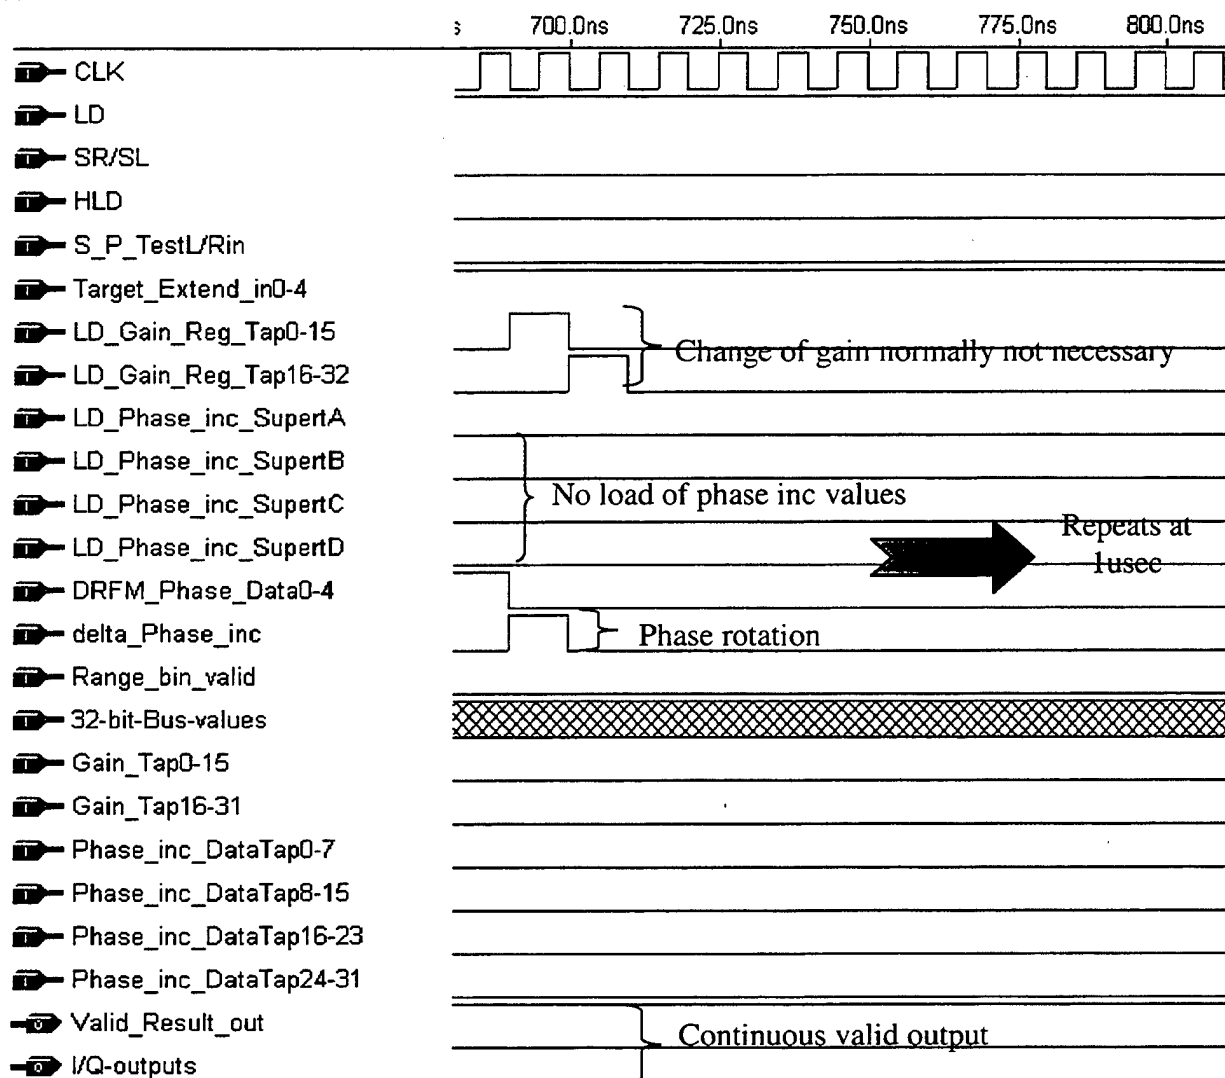 s 700.0ns 725.0ns 750.0ns 775.0ns 800.0ns
CLK
LD
SR/SL
HLD
S_P_TestL/Rin
Target_Extend_in0-4
LD_Gain_Reg_Tap0-15
Change of gain normally not necessary
LD_Gain_Reg_Tap16-32
LD_Phase_inc_SupertA
LD_Phase_inc_SupertB
LD_Phase_inc_SupertC
No load of phase inc values
LD_Phase_inc_SupertD
Repeats at
1usec
DRFM_Phase_Data0-4
delta_Phase_inc
Phase rotation
Range_bin_valid
32-bit-Bus-values
Gain_Tap0-15
Gain_Tap16-31
Phase_inc_DataTap0-7
Phase_inc_DataTap8-15
Phase_inc_DataTap16-23
Phase_inc_DataTap24-31
Valid_Result_out
Continuous valid output
I/Q-outputs